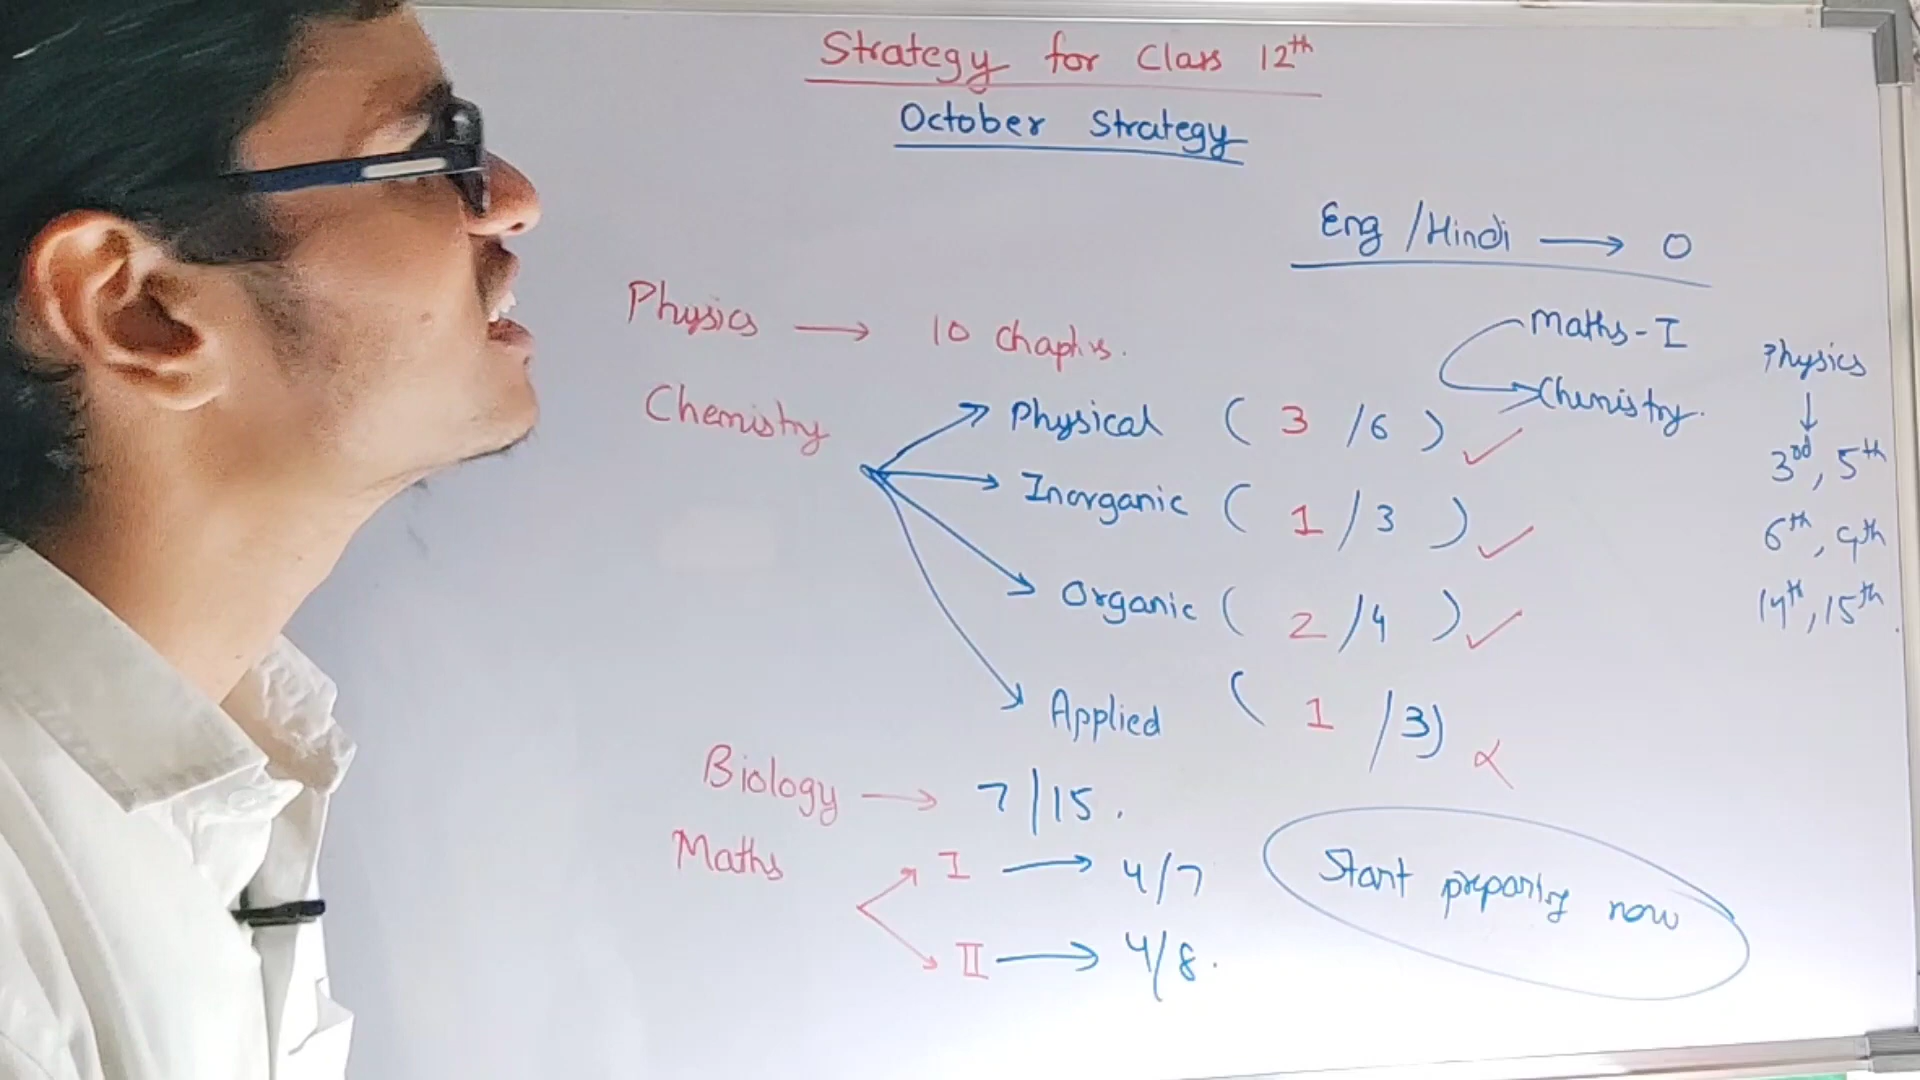 Strategy for Class 12th
October Strategy
Eng /Hindi → 0
Physics → 10 Chapters.
Maths-I
Chemistry.
Physics
↓
3rd, 5th
6th, 9th
14th, 15th
Chemistry
Physical ( 3 /6 ) ✓
Inorganic ( 1 / 3 ) ✓
Organic ( 2 /4 ) ✓
Applied ( 1 /3)
Biology → 7/15.
Maths
I → 4/7
II → 4/8.
Start preparing now